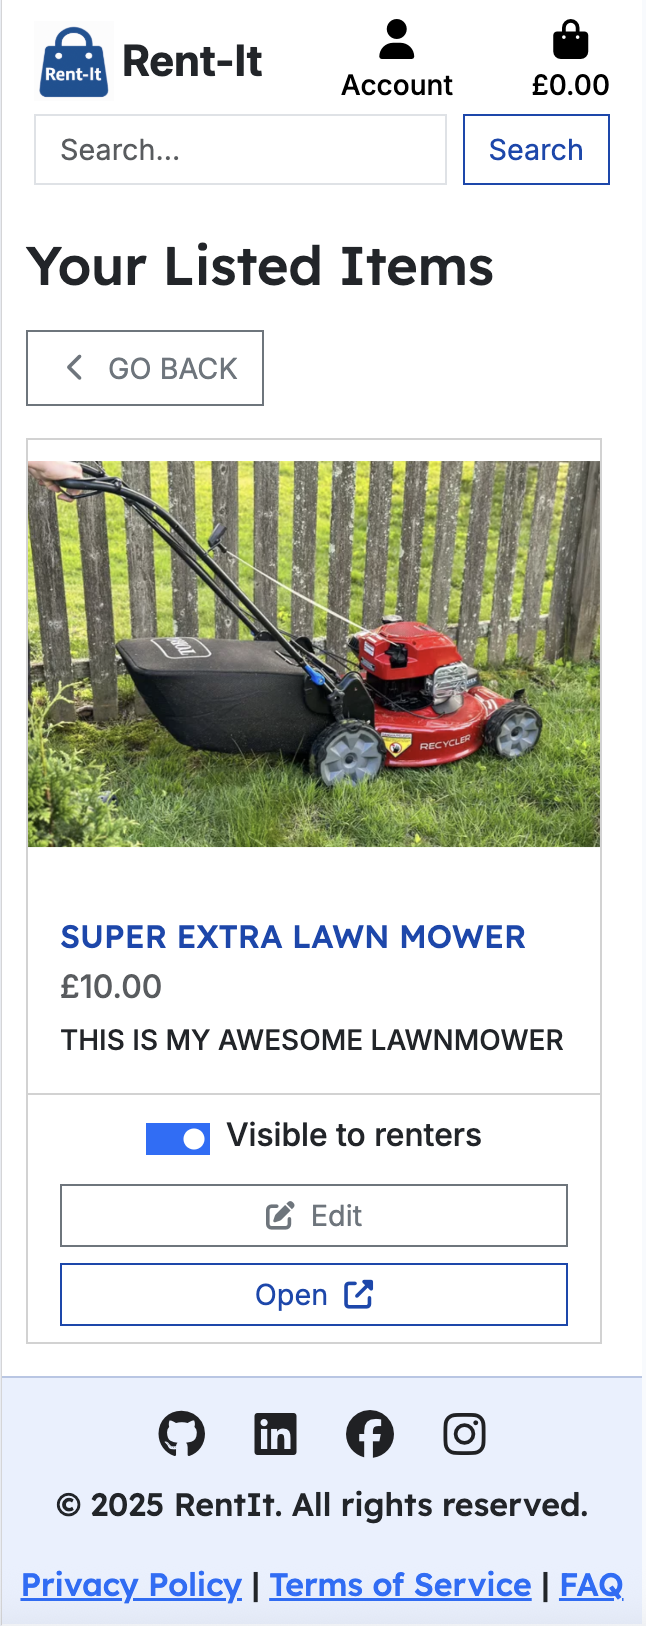 Rent-It
Rent-It
Account
£0.00
Search...
Search
Your Listed Items
GO BACK
TORO
RECYCLER
SUPER EXTRA LAWN MOWER
£10.00
THIS IS MY AWESOME LAWNMOWER
Visible to renters
Edit
Open
© 2025 RentIt. All rights reserved.
Privacy Policy | Terms of Service | FAQ